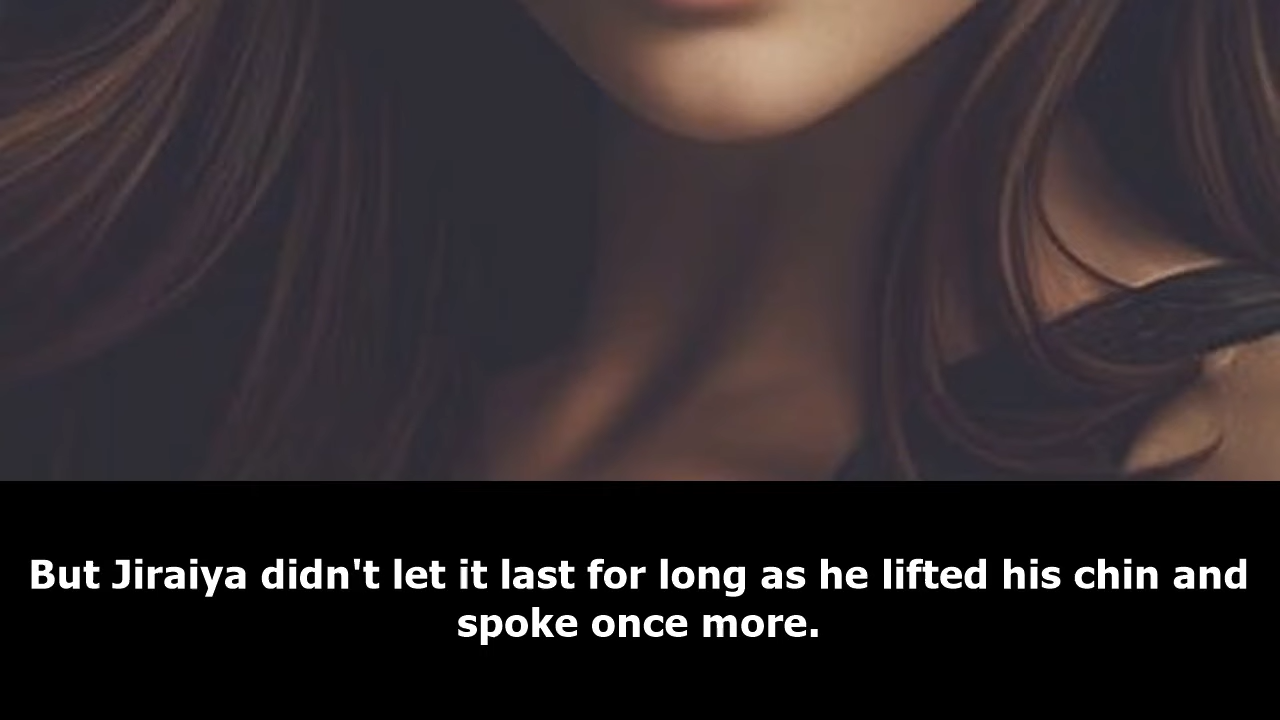 But Jiraiya didn't let it last for long as he lifted his chin and
spoke once more.